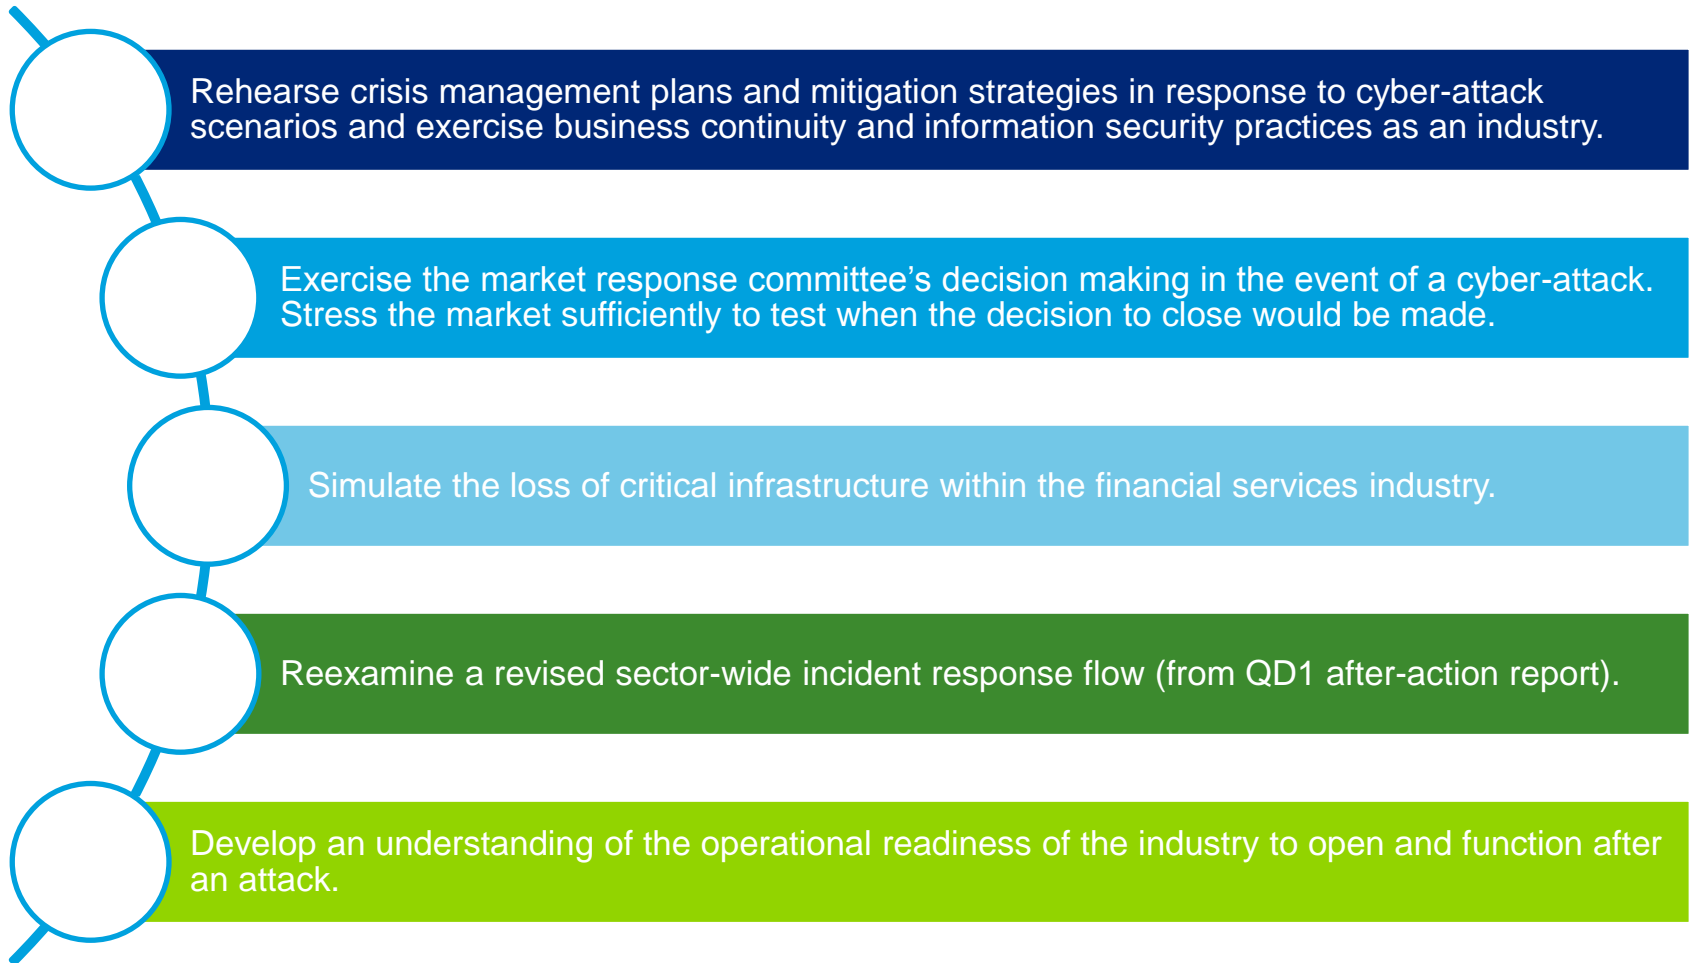 Rehearse crisis management plans and mitigation strategies in response to cyber-attack
scenarios and exercise business continuity and information security practices as an industry.
Exercise the market response committee’s decision making in the event of a cyber-attack.
Stress the market sufficiently to test when the decision to close would be made.
Simulate the loss of critical infrastructure within the financial services industry.
Reexamine a revised sector-wide incident response flow (from QD1 after-action report).
Develop an understanding of the operational readiness of the industry to open and function after
an attack.